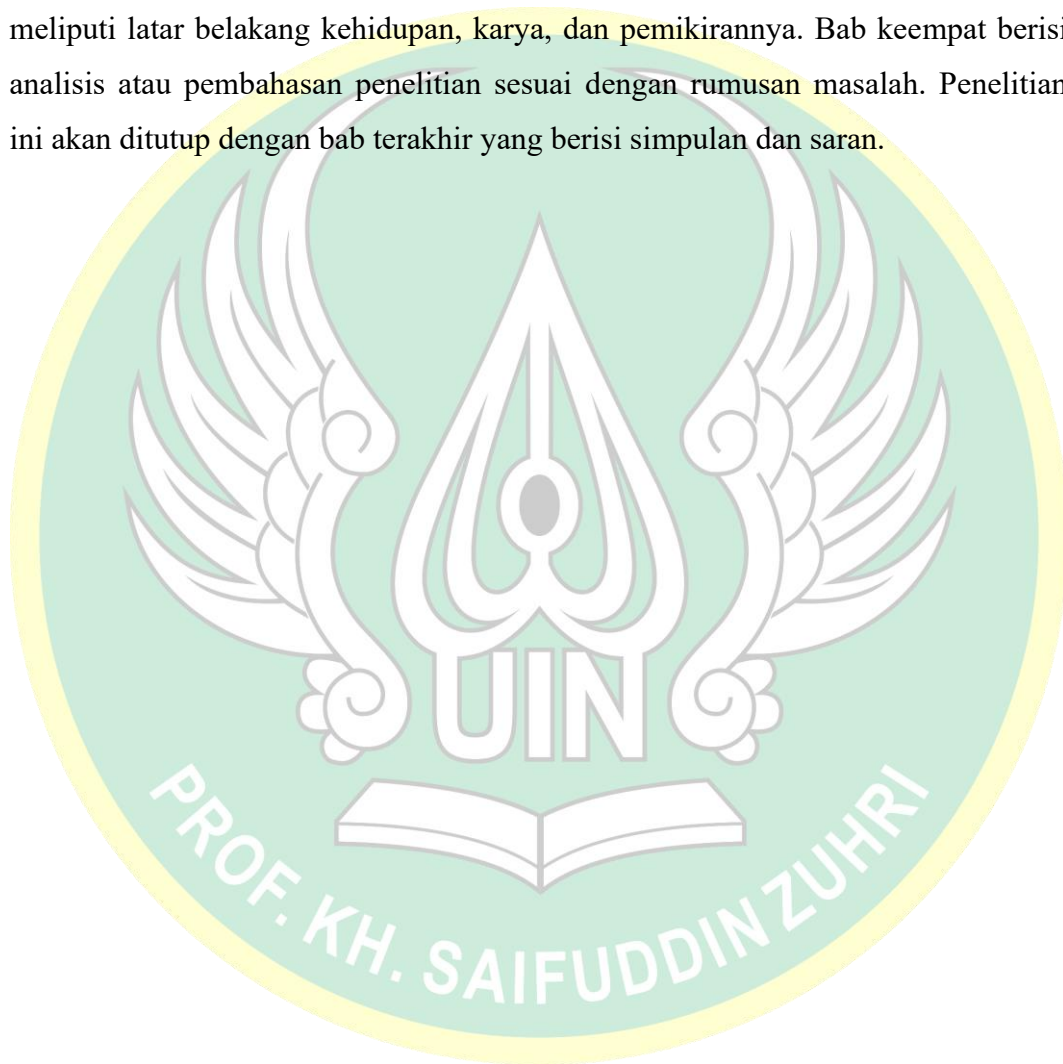 meliputi latar belakang kehidupan, karya, dan pemikirannya. Bab keempat berisi
analisis atau pembahasan penelitian sesuai dengan rumusan masalah. Penelitian
ini akan ditutup dengan bab terakhir yang berisi simpulan dan saran.
UIN
PROF. KH. SAIFUDDIN ZUHRI